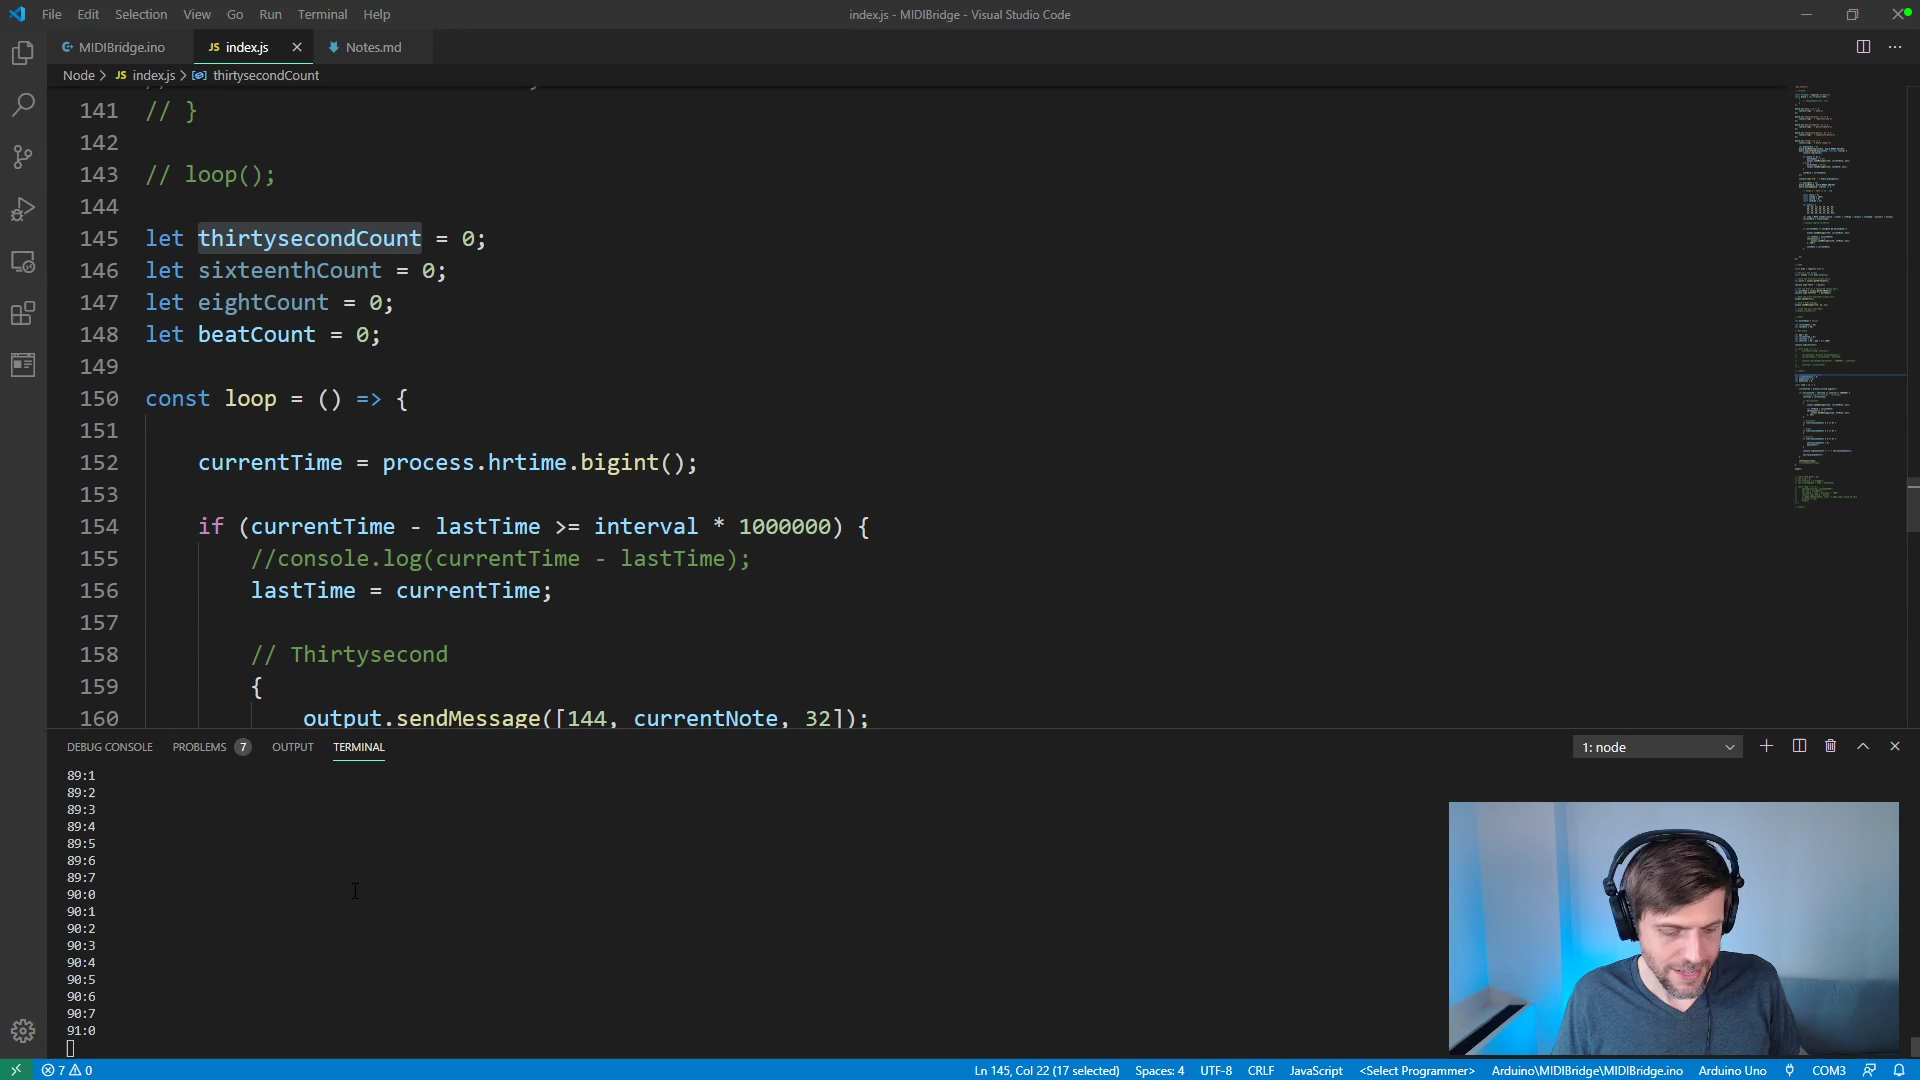 File Edit Selection View Go Run Terminal Help
index.js - MIDIBridge - Visual Studio Code
MIDIBridge.ino JS index.js Notes.md
Node JS index.js thirtysecondCount
141 // }
142
143 // loop();
144
145 let thirtysecondCount = 0;
146 let sixteenthCount = 0;
147 let eightCount = 0;
148 let beatCount = 0;
149
150 const loop = () => {
151
152 currentTime = process.hrtime.bigint();
153
154 if (currentTime - lastTime >= interval * 1000000) {
155 //console.log(currentTime - lastTime);
156 lastTime = currentTime;
157
158 // Thirtysecond
159 {
160 output.sendMessage([144, currentNote, 32]);
DEBUG CONSOLE PROBLEMS 7 OUTPUT TERMINAL
1: node
89:1
89:2
89:3
89:4
89:5
89:6
89:7
90:0
90:1
90:2
90:3
90:4
90:5
90:6
90:7
91:0
7 0 Ln 145, Col 22 (17 selected) Spaces: 4 UTF-8 CRLF JavaScript <Select Programmer> Arduino\MIDIBridge\MIDIBridge.ino Arduino Uno COM3